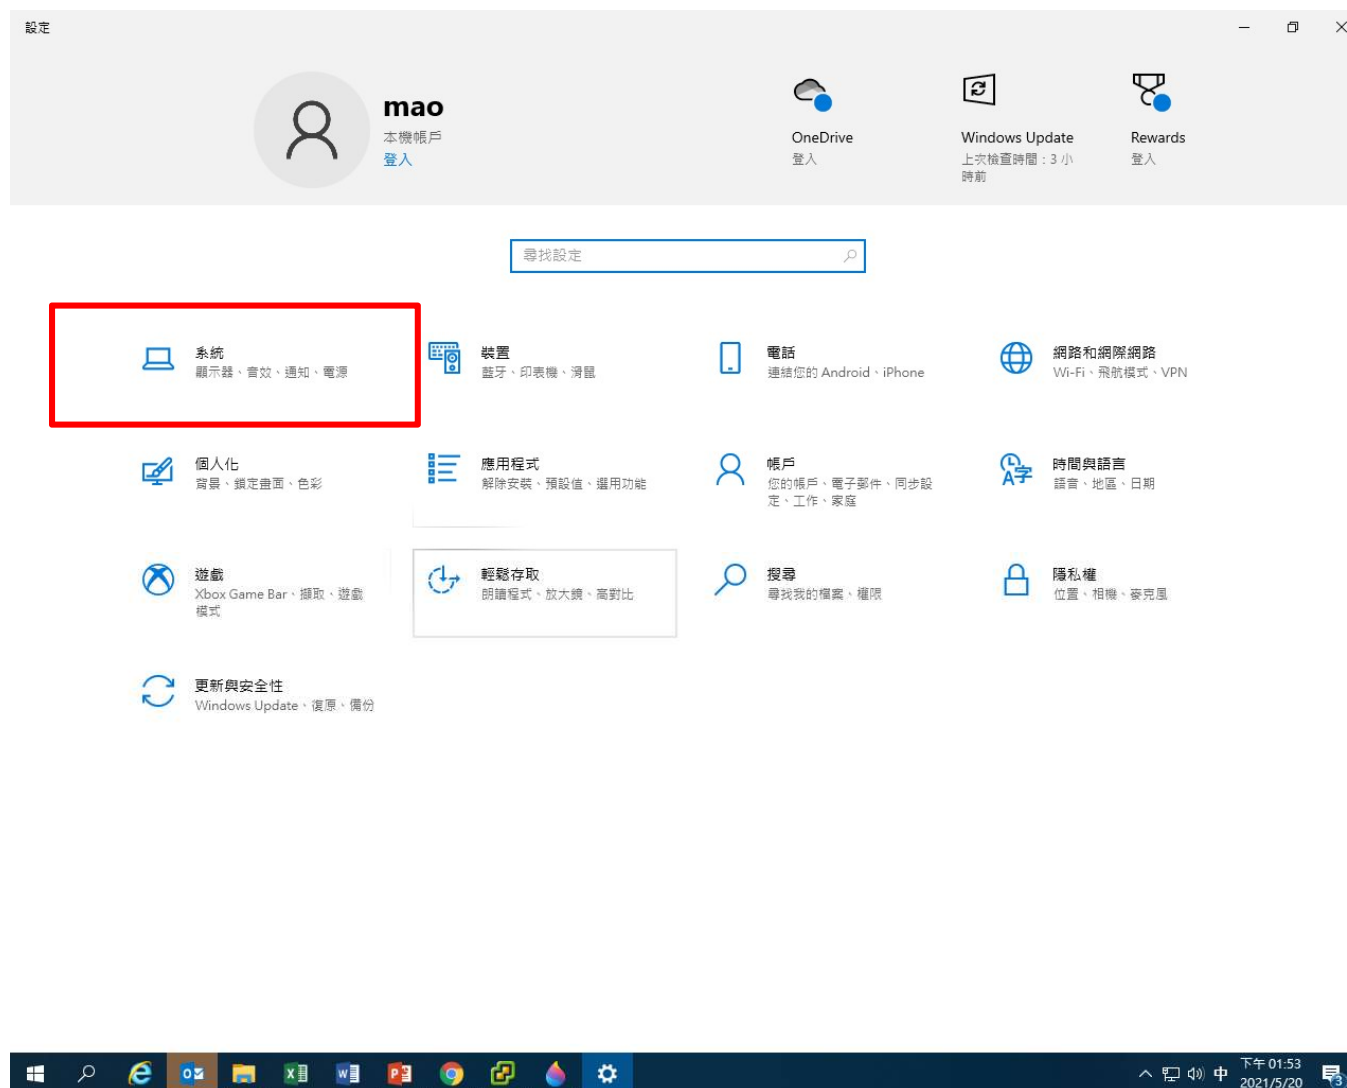 設定
mao
本機帳戶
登入
OneDrive
登入
Windows Update
上次檢查時間：3 小
時前
Rewards
登入
尋找設定
系統
顯示器、音效、通知、電源
裝置
藍牙、印表機、滑鼠
電話
連結您的 Android、iPhone
網路和網際網路
Wi-Fi、飛航模式、VPN
個人化
背景、鎖定畫面、色彩
應用程式
解除安裝、預設值、選用功能
帳戶
您的帳戶、電子郵件、同步設
定、工作、家庭
時間與語言
語音、地區、日期
遊戲
Xbox Game Bar、擷取、遊戲
模式
輕鬆存取
朗讀程式、放大鏡、高對比
搜尋
尋找我的檔案、權限
隱私權
位置、相機、麥克風
更新與安全性
Windows Update、復原、備份
中
下午 01:53
2021/5/20
3